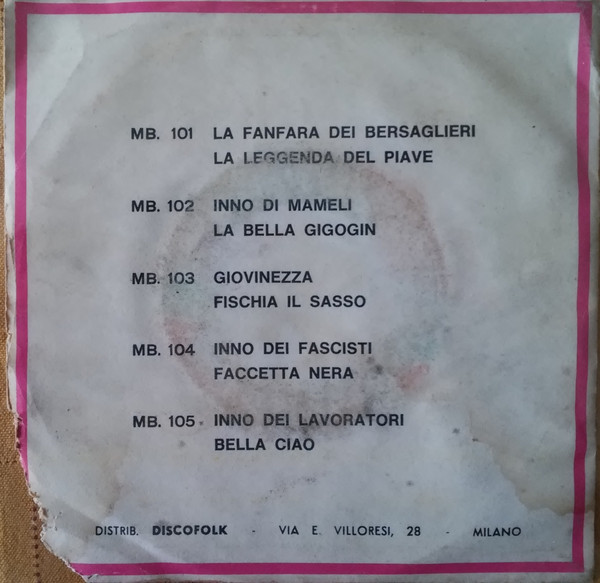 MB. 101 LA FANFARA DEI BERSAGLIERI
LA LEGGENDA DEL PIAVE
MB. 102 INNO DI MAMELI
LA BELLA GIGOGIN
MB. 103 GIOVINEZZA
FISCHIA IL SASSO
MB. 104 INNO DEI FASCISTI
FACCETTA NERA
MB. 105 INNO DEI LAVORATORI
BELLA CIAO
DISTRIB. DISCOFOLK - VIA E. VILLORESI, 28 - MILANO